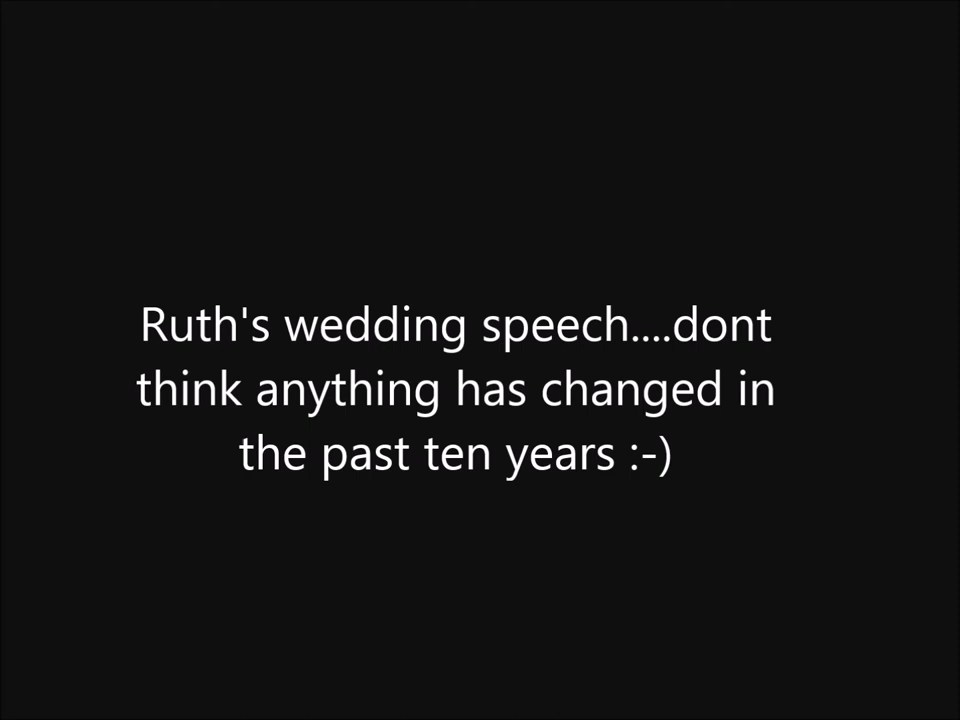 Ruth's wedding speech....dont
think anything has changed in
the past ten years :-)